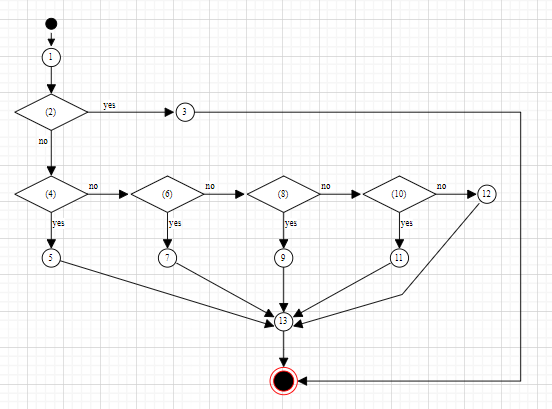 1
(2)
yes
3
no
(4)
no
(6)
no
(8)
no
(10)
no
12
yes
yes
yes
yes
5
7
9
11
13